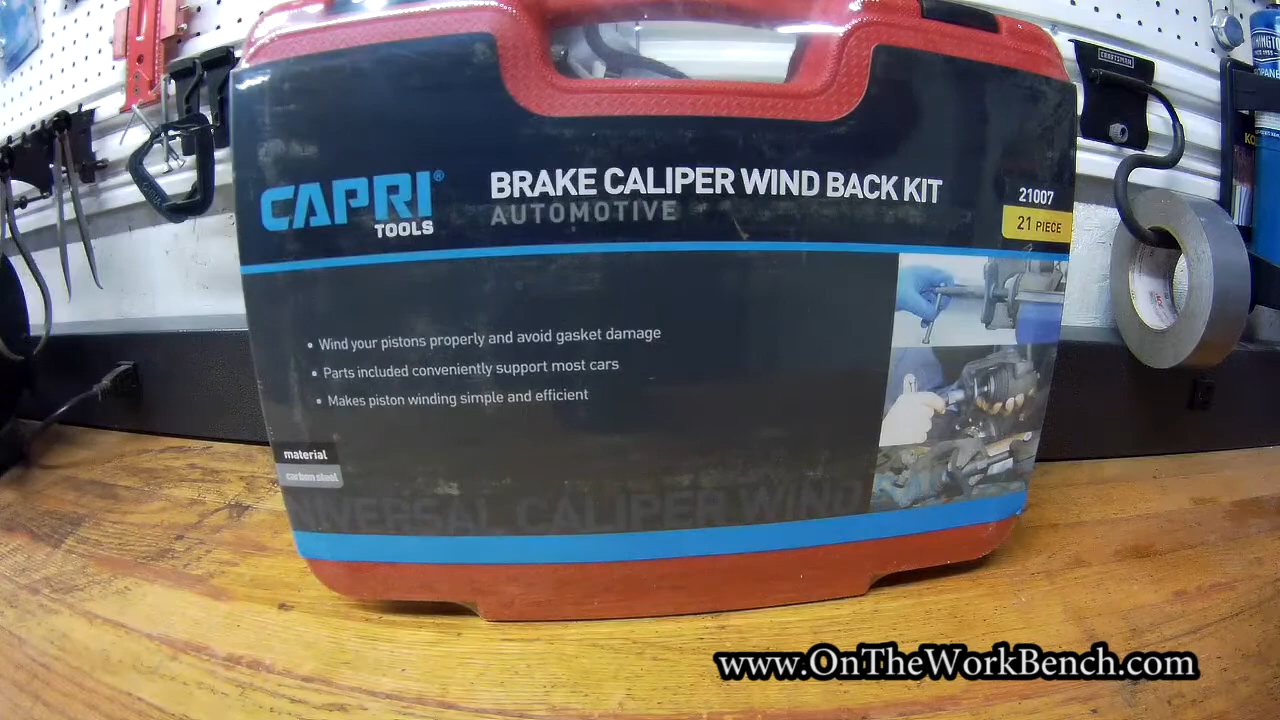 CRAFTSMAN
CAPRI®
TOOLS
BRAKE CALIPER WIND BACK KIT
AUTOMOTIVE
21007
21 PIECE
• Wind your pistons properly and avoid gasket damage
• Parts included conveniently support most cars
• Makes piston winding simple and efficient
material
carbon steel
CALIPER WIND
www.OnTheWorkBench.com